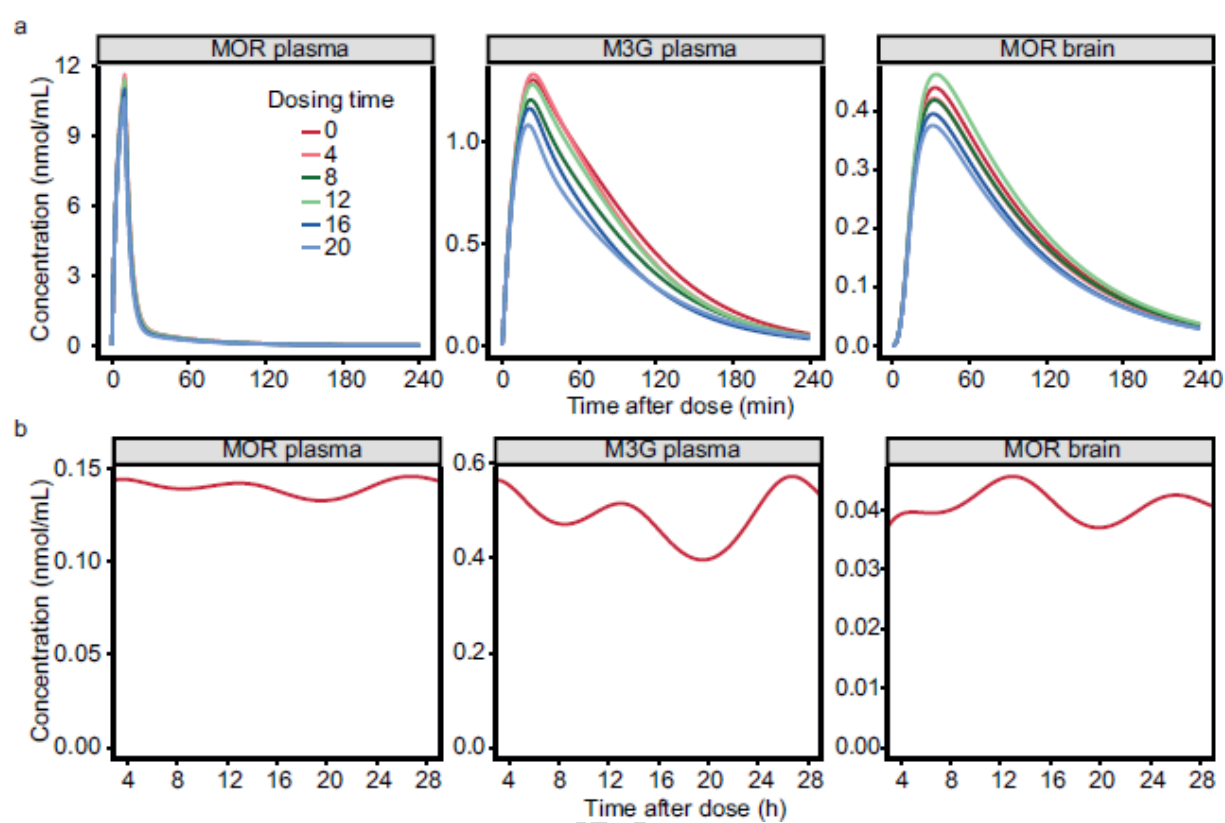 a
MOR plasma
M3G plasma
MOR brain
Concentration (nmol/mL)
12
9
6
3
0
Dosing time
0
4
8
12
16
20
1.0
0.5
0.0
0.4
0.3
0.2
0.1
0.0
0 60 120 180 240
0 60 120 180 240
0 60 120 180 240
Time after dose (min)
b
MOR plasma
M3G plasma
MOR brain
Concentration (nmol/mL)
0.15
0.10
0.05
0.00
0.6
0.4
0.2
0.0
0.04
0.03
0.02
0.01
0.00
4 8 12 16 20 24 28
4 8 12 16 20 24 28
4 8 12 16 20 24 28
Time after dose (h)